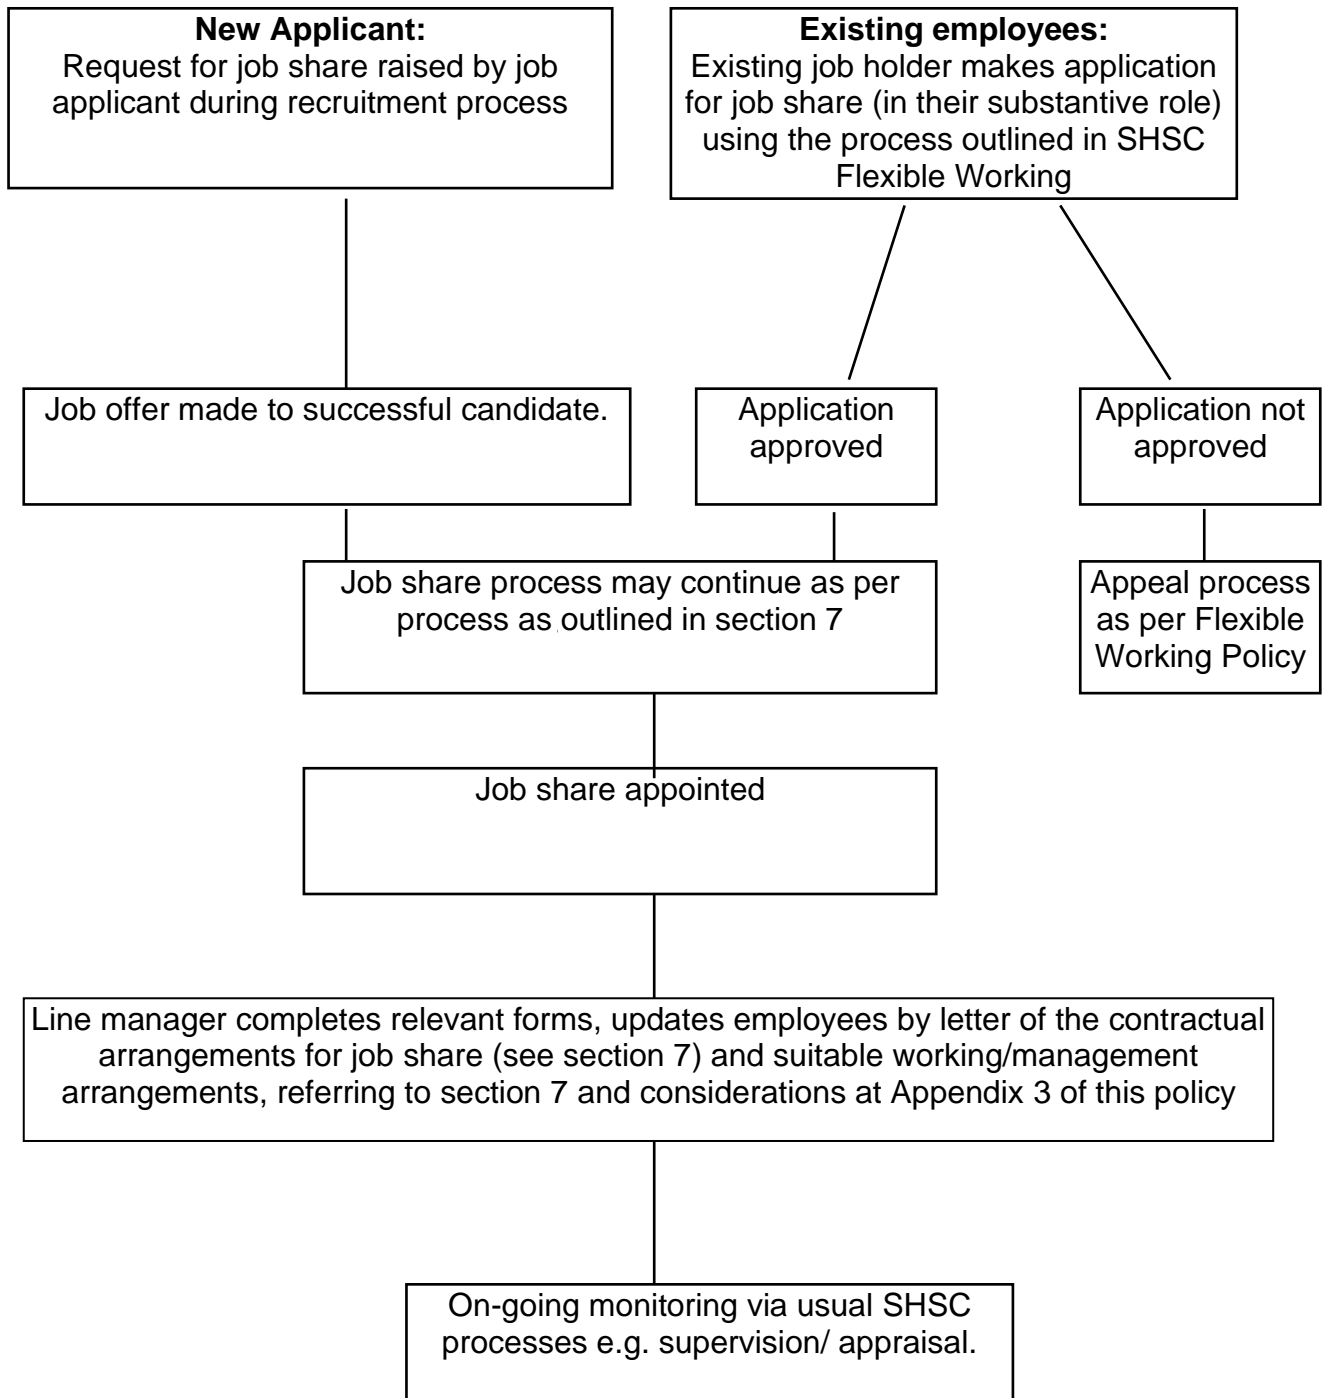 New Applicant:
Request for job share raised by job
applicant during recruitment process
Existing employees:
Existing job holder makes application
for job share (in their substantive role)
using the process outlined in SHSC
Flexible Working
Job offer made to successful candidate.
Application
approved
Application not
approved
Job share process may continue as per
process as outlined in section 7
Appeal process
as per Flexible
Working Policy
Job share appointed
Line manager completes relevant forms, updates employees by letter of the contractual
arrangements for job share (see section 7) and suitable working/management
arrangements, referring to section 7 and considerations at Appendix 3 of this policy
On-going monitoring via usual SHSC
processes e.g. supervision/ appraisal.